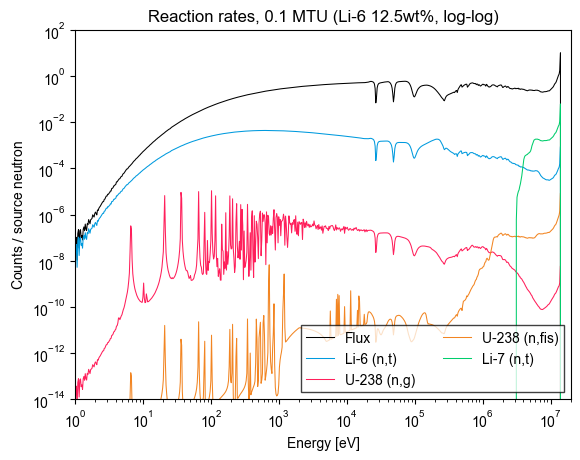 Reaction rates, 0.1 MTU (Li-6 12.5wt%, log-log)
Counts / source neutron
10^2
10^0
10^−2
10^−4
10^−6
10^−8
10^−10
10^−12
10^−14
Flux
Li-6 (n,t)
U-238 (n,g)
U-238 (n,fis)
Li-7 (n,t)
10^0 10^1 10^2 10^3 10^4 10^5 10^6 10^7
Energy [eV]